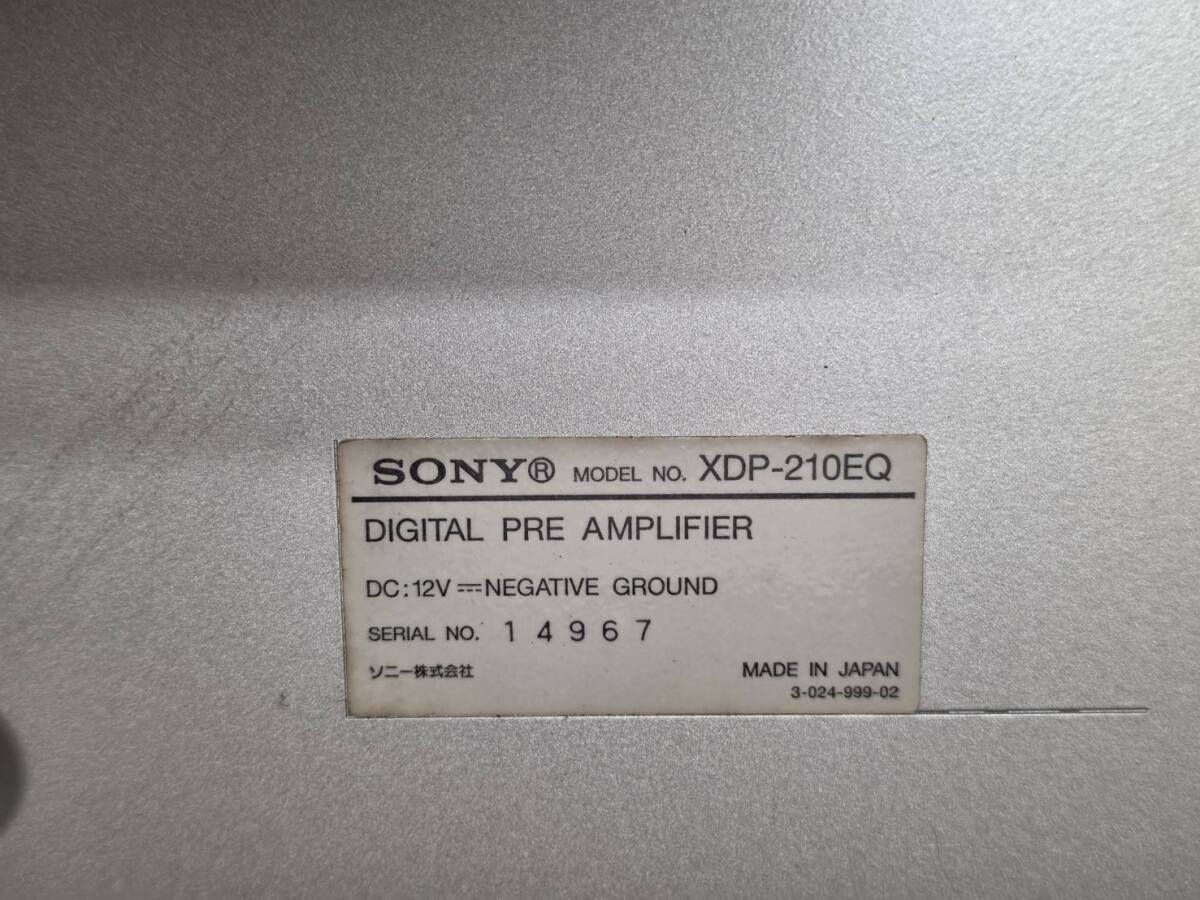 SONY® MODEL NO. XDP-210EQ
DIGITAL PRE AMPLIFIER
DC:12V ⎓NEGATIVE GROUND
SERIAL NO. 14967
ソニー株式会社 MADE IN JAPAN
3-024-999-02